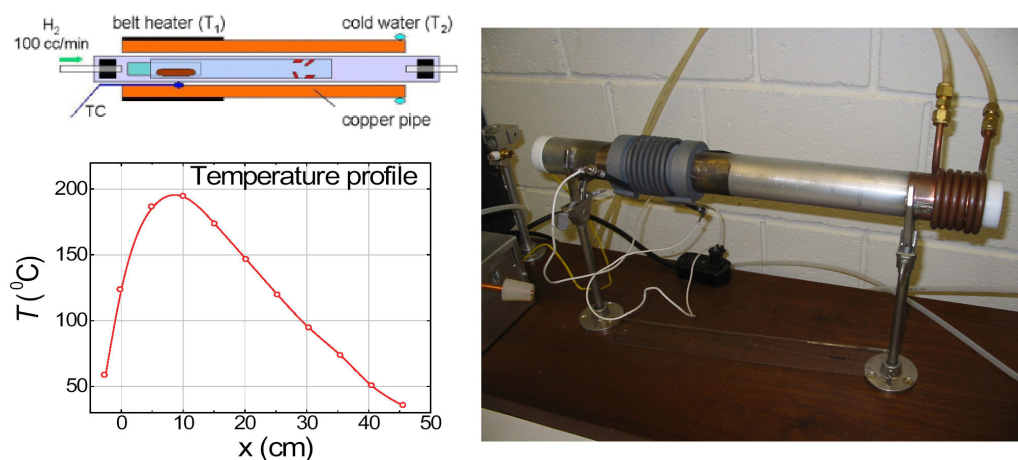 H₂
100 cc/min
belt heater (T₁)
cold water (T₂)
TC
copper pipe
Temperature profile
T (⁰C)
200
150
100
50
0
10
20
30
40
50
x (cm)